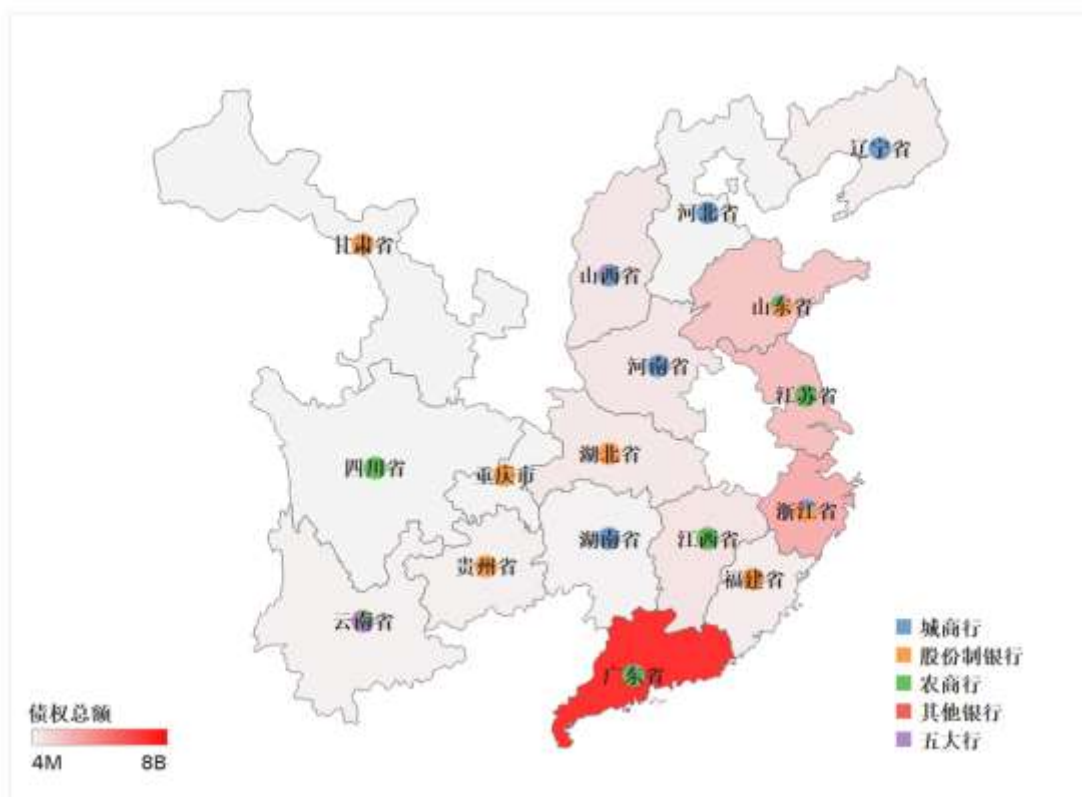 辽宁省
河北省
甘肃省
山西省
山东省
河南省
江苏省
湖北省
四川省
重庆市
浙江省
湖南省
江西省
贵州省
福建省
云南省
广东省
城商行
股份制银行
农商行
其他银行
五大行
债权总额
4M 8B